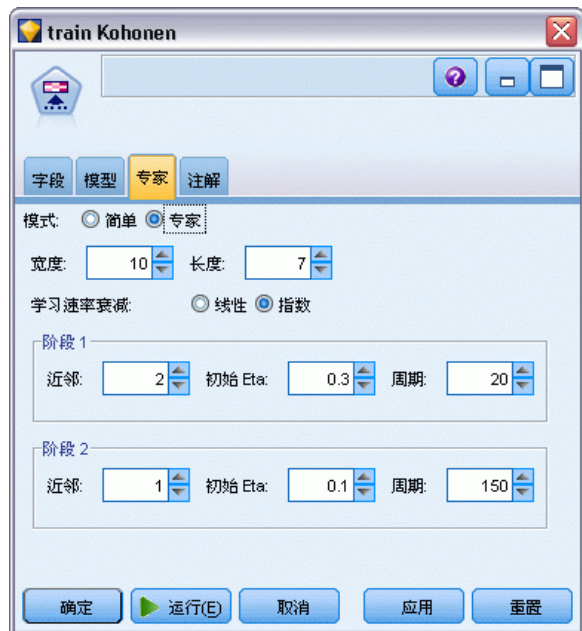 train Kohonen
字段 模型 专家 注解
模式: 简单 专家
宽度: 10 长度: 7
学习速率衰减: 线性 指数
阶段 1
近邻: 2 初始 Eta: 0.3 周期: 20
阶段 2
近邻: 1 初始 Eta: 0.1 周期: 150
确定 运行(E) 取消 应用 重置